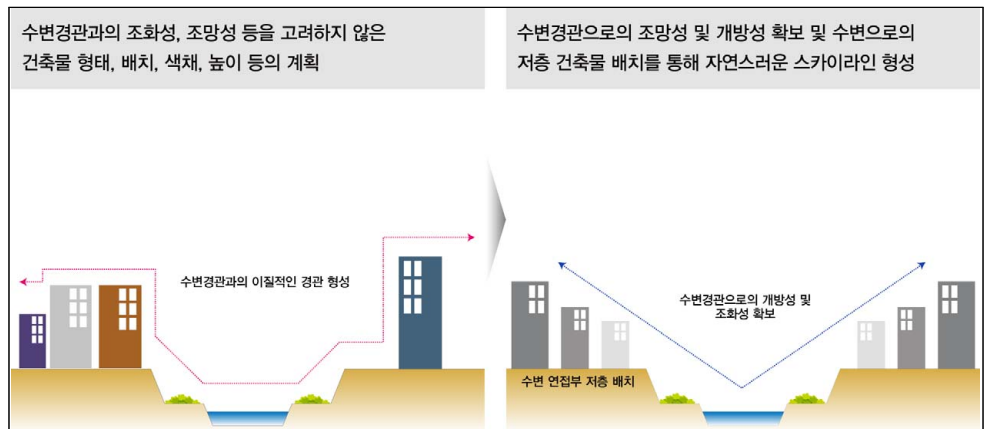 수변경관과의 조화성, 조망성 등을 고려하지 않은
건축물 형태, 배치, 색채, 높이 등의 계획
수변경관과의 이질적인 경관 형성
수변경관으로의 조망성 및 개방성 확보 및 수변으로의
저층 건축물 배치를 통해 자연스러운 스카이라인 형성
수변경관으로의 개방성 및
조화성 확보
수변 연접부 저층 배치